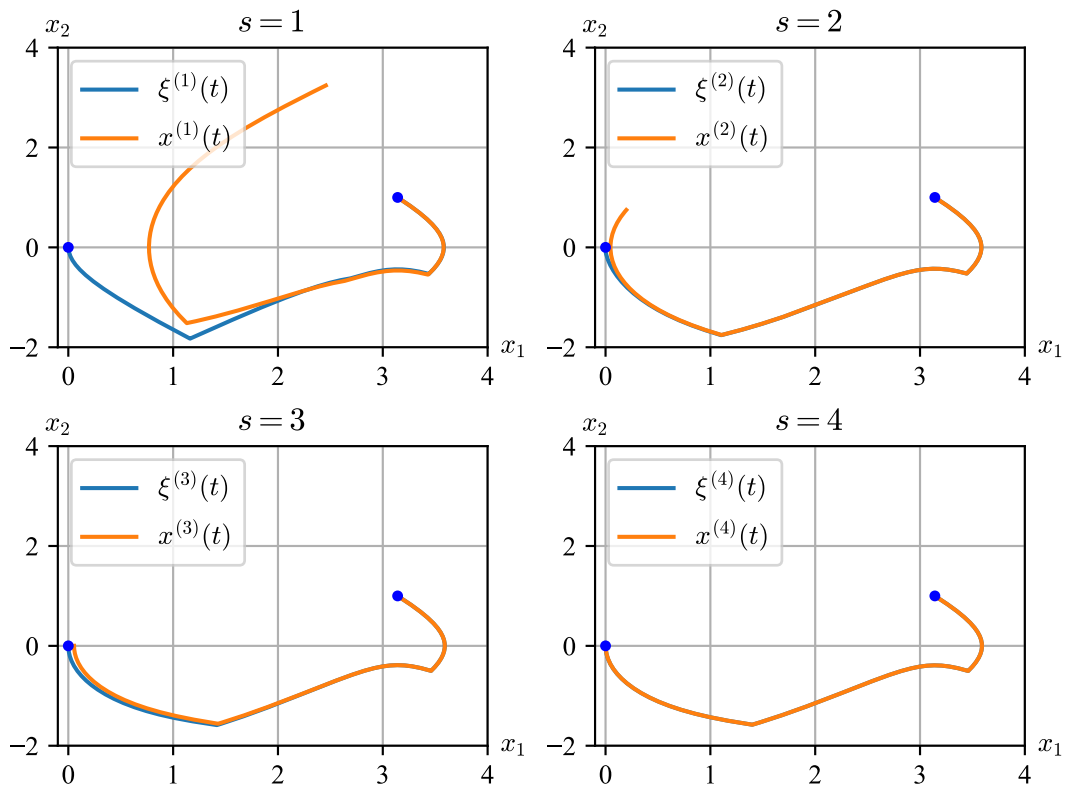 s = 1
x₂
4
2
0
−2
ξ⁽¹⁾(t)
x⁽¹⁾(t)
0 1 2 3 4
x₁
s = 2
x₂
4
2
0
−2
ξ⁽²⁾(t)
x⁽²⁾(t)
0 1 2 3 4
x₁
s = 3
x₂
4
2
0
−2
ξ⁽³⁾(t)
x⁽³⁾(t)
0 1 2 3 4
x₁
s = 4
x₂
4
2
0
−2
ξ⁽⁴⁾(t)
x⁽⁴⁾(t)
0 1 2 3 4
x₁